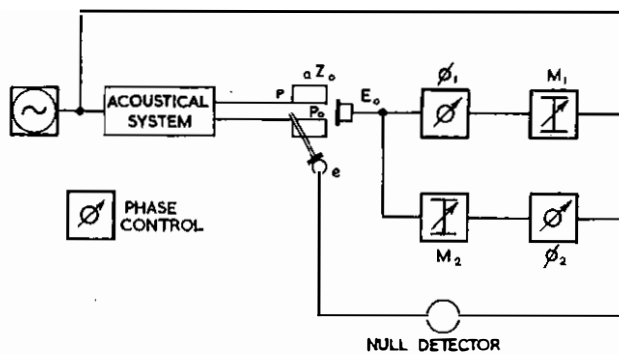 a Z₀
P
P₀
E₀
ø₁
M₁
ACOUSTICAL
SYSTEM
e
PHASE
CONTROL
M₂
ø₂
NULL DETECTOR